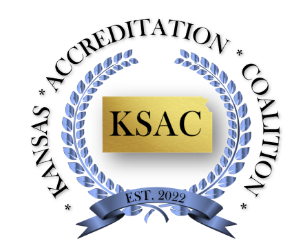 * KANSAS * ACCREDITATION * COALITION *
KSAC
EST. 2022